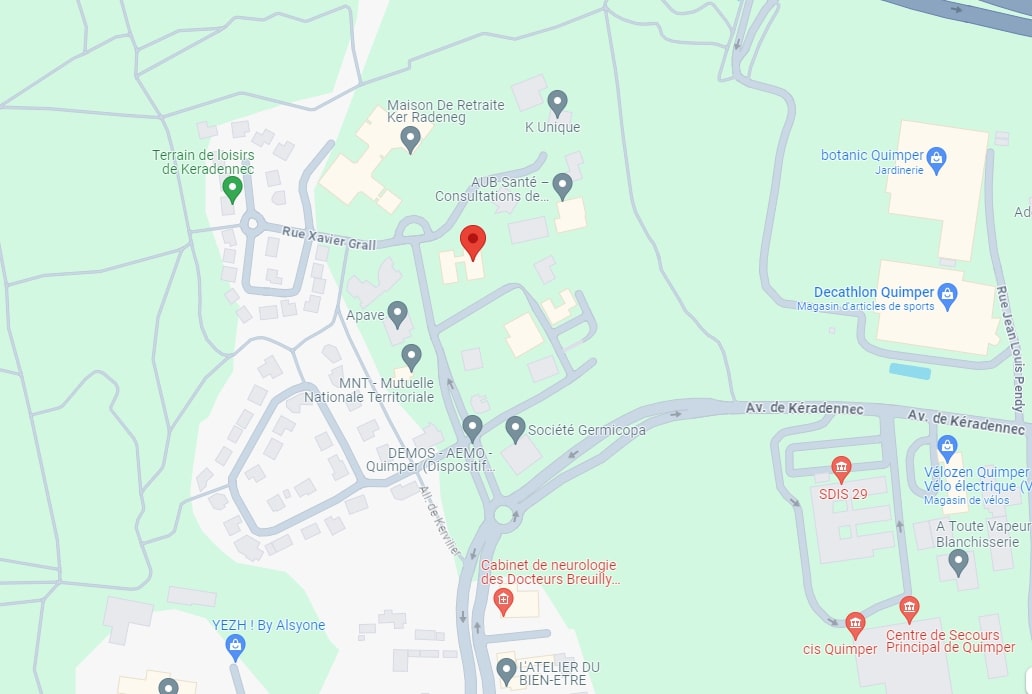 Maison De Retraite
Ker Radeneg
K Unique
Terrain de loisirs
de Keradennec
botanic Quimper
Jardinerie
AUB Santé –
Consultations de...
Ad
Rue Xavier Grall
Decathlon Quimper
Magasin d'articles de sports
Rue Jean Louis Pendy
Apave
MNT - Mutuelle
Nationale Territoriale
Av. de Kéradennec
Av. de Kéradennec
Société Germicopa
DEMOS - AEMO -
Quimper (Dispositif...
All. de Kervilier
SDIS 29
Vélozen Quimper
Vélo électrique (V
Magasin de vélos
A Toute Vapeur
Blanchisserie
Cabinet de neurologie
des Docteurs Breuilly...
YEZH ! By Alsyone
cis Quimper
Centre de Secours
Principal de Quimper
L'ATELIER DU
BIEN-ETRE